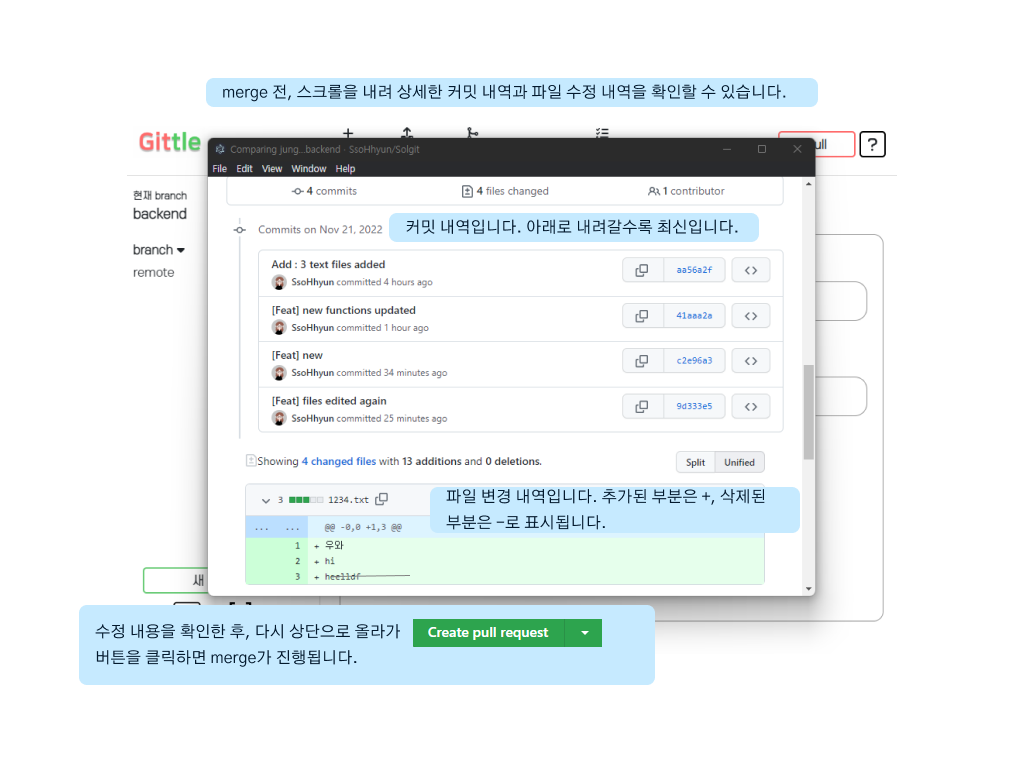 merge 전, 스크롤을 내려 상세한 커밋 내역과 파일 수정 내역을 확인할 수 있습니다.
Gittle
ull
?
Comparing jung...backend · SsoHhyun/Solgit
File Edit View Window Help
현재 branch
backend
branch
remote
4 commits
4 files changed
1 contributor
Commits on Nov 21, 2022
커밋 내역입니다. 아래로 내려갈수록 최신입니다.
Add : 3 text files added
SsoHhyun committed 4 hours ago
aa56a2f
[Feat] new functions updated
SsoHhyun committed 1 hour ago
41aaa2a
[Feat] new
SsoHhyun committed 34 minutes ago
c2e96a3
[Feat] files edited again
SsoHhyun committed 25 minutes ago
9d333e5
Showing 4 changed files with 13 additions and 0 deletions.
Split Unified
3 1234.txt
파일 변경 내역입니다. 추가된 부분은 +, 삭제된
부분은 –로 표시됩니다.
... ... @@ -0,0 +1,3 @@
1 + 우와
2 + hi
3 + heelldf
새
수정 내용을 확인한 후, 다시 상단으로 올라가
Create pull request
버튼을 클릭하면 merge가 진행됩니다.